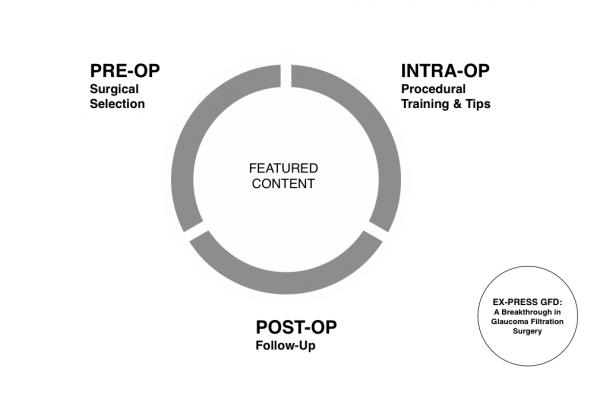 PRE-OP
Surgical
Selection
INTRA-OP
Procedural
Training & Tips
FEATURED
CONTENT
POST-OP
Follow-Up
EX-PRESS GFD:
A Breakthrough in
Glaucoma Filtration
Surgery